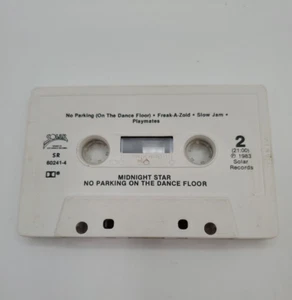 No Parking (On The Dance Floor) • Freak-A-Zoid • Slow Jam •
Playmates
SOLAR
SR
60241-4
2
(21:00)
℗ 1983
Solar
Records
MIDNIGHT STAR
NO PARKING ON THE DANCE FLOOR